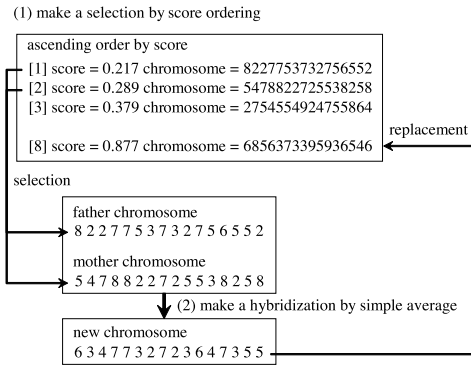 (1) make a selection by score ordering
ascending order by score
[1] score = 0.217 chromosome = 8227753732756552
[2] score = 0.289 chromosome = 5478822725538258
[3] score = 0.379 chromosome = 2754554924755864
[8] score = 0.877 chromosome = 6856373395936546
replacement
selection
father chromosome
8 2 2 7 7 5 3 7 3 2 7 5 6 5 5 2
mother chromosome
5 4 7 8 8 2 2 7 2 5 5 3 8 2 5 8
(2) make a hybridization by simple average
new chromosome
6 3 4 7 7 3 2 7 2 3 6 4 7 3 5 5